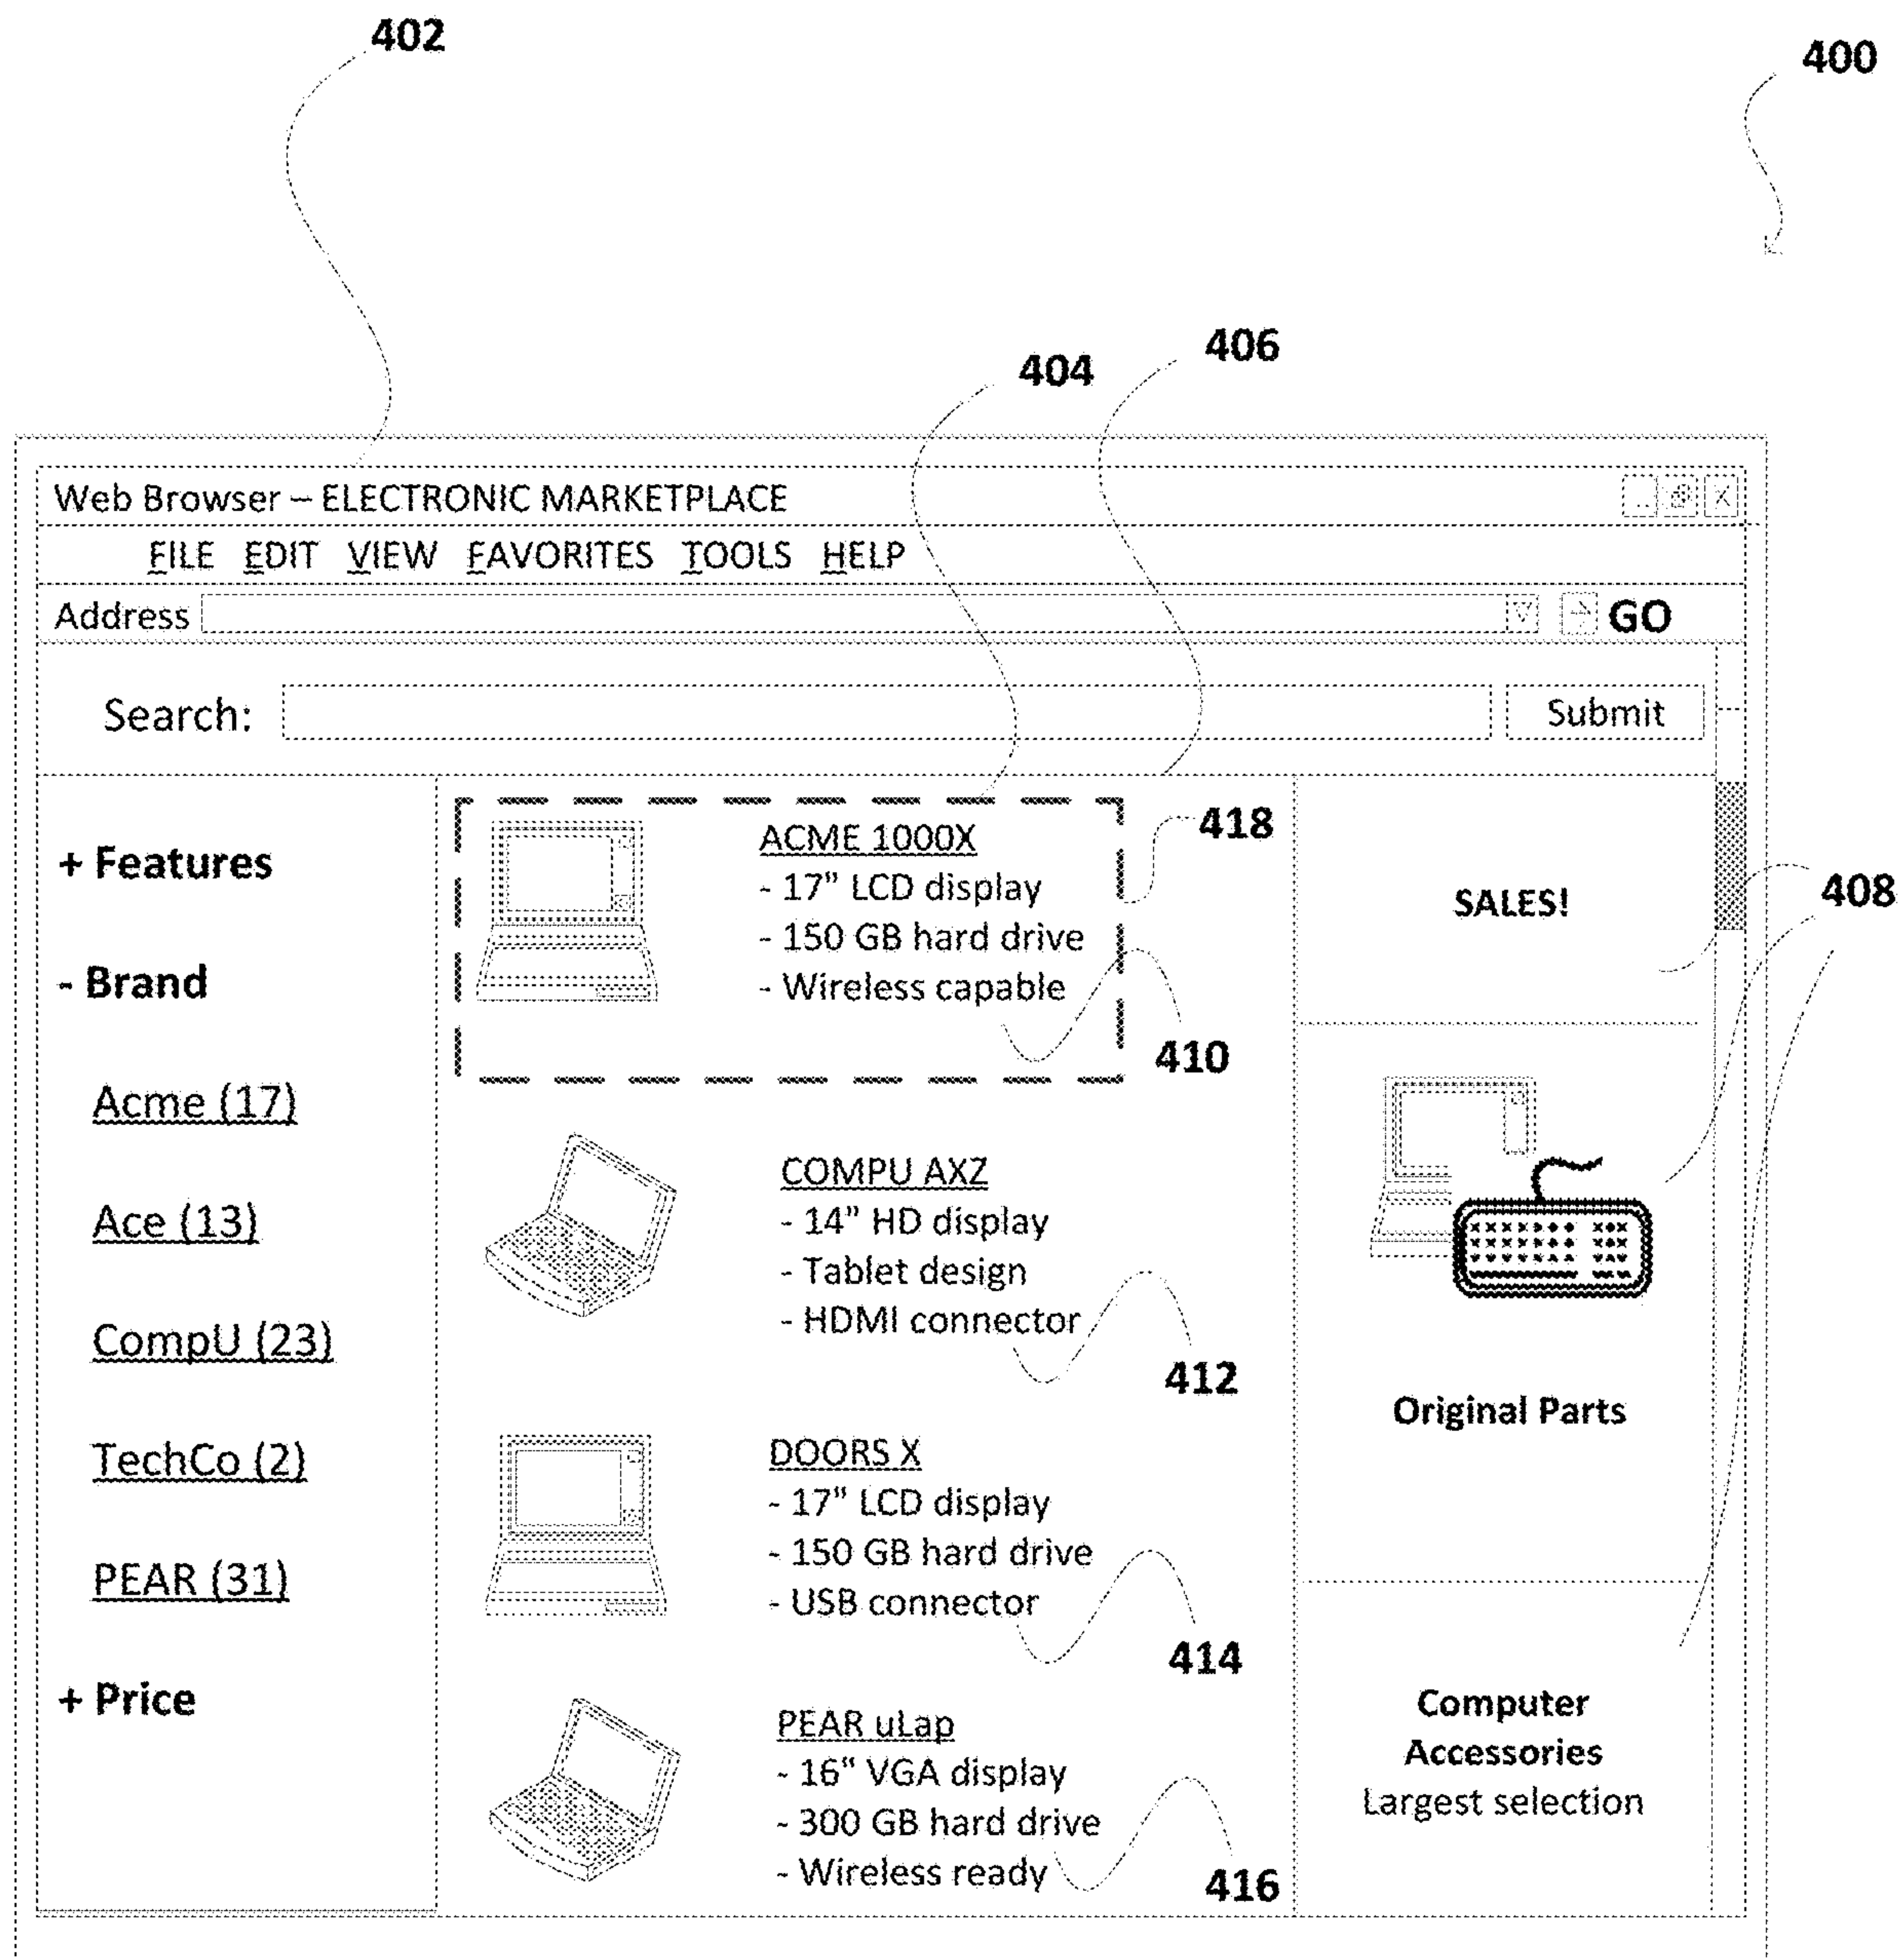 402
400
404
406
Web Browser – ELECTRONIC MARKETPLACE
.. X
FILE EDIT VIEW FAVORITES TOOLS HELP
Address GO
Search: Submit
+ Features
- Brand
Acme (17)
Ace (13)
CompU (23)
TechCo (2)
PEAR (31)
+ Price
ACME 1000X
- 17" LCD display
- 150 GB hard drive
- Wireless capable
418
410
COMPU AXZ
- 14" HD display
- Tablet design
- HDMI connector
412
DOORS X
- 17" LCD display
- 150 GB hard drive
- USB connector
414
PEAR uLap
- 16" VGA display
- 300 GB hard drive
- Wireless ready
416
SALES!
408
Original Parts
Computer
Accessories
Largest selection